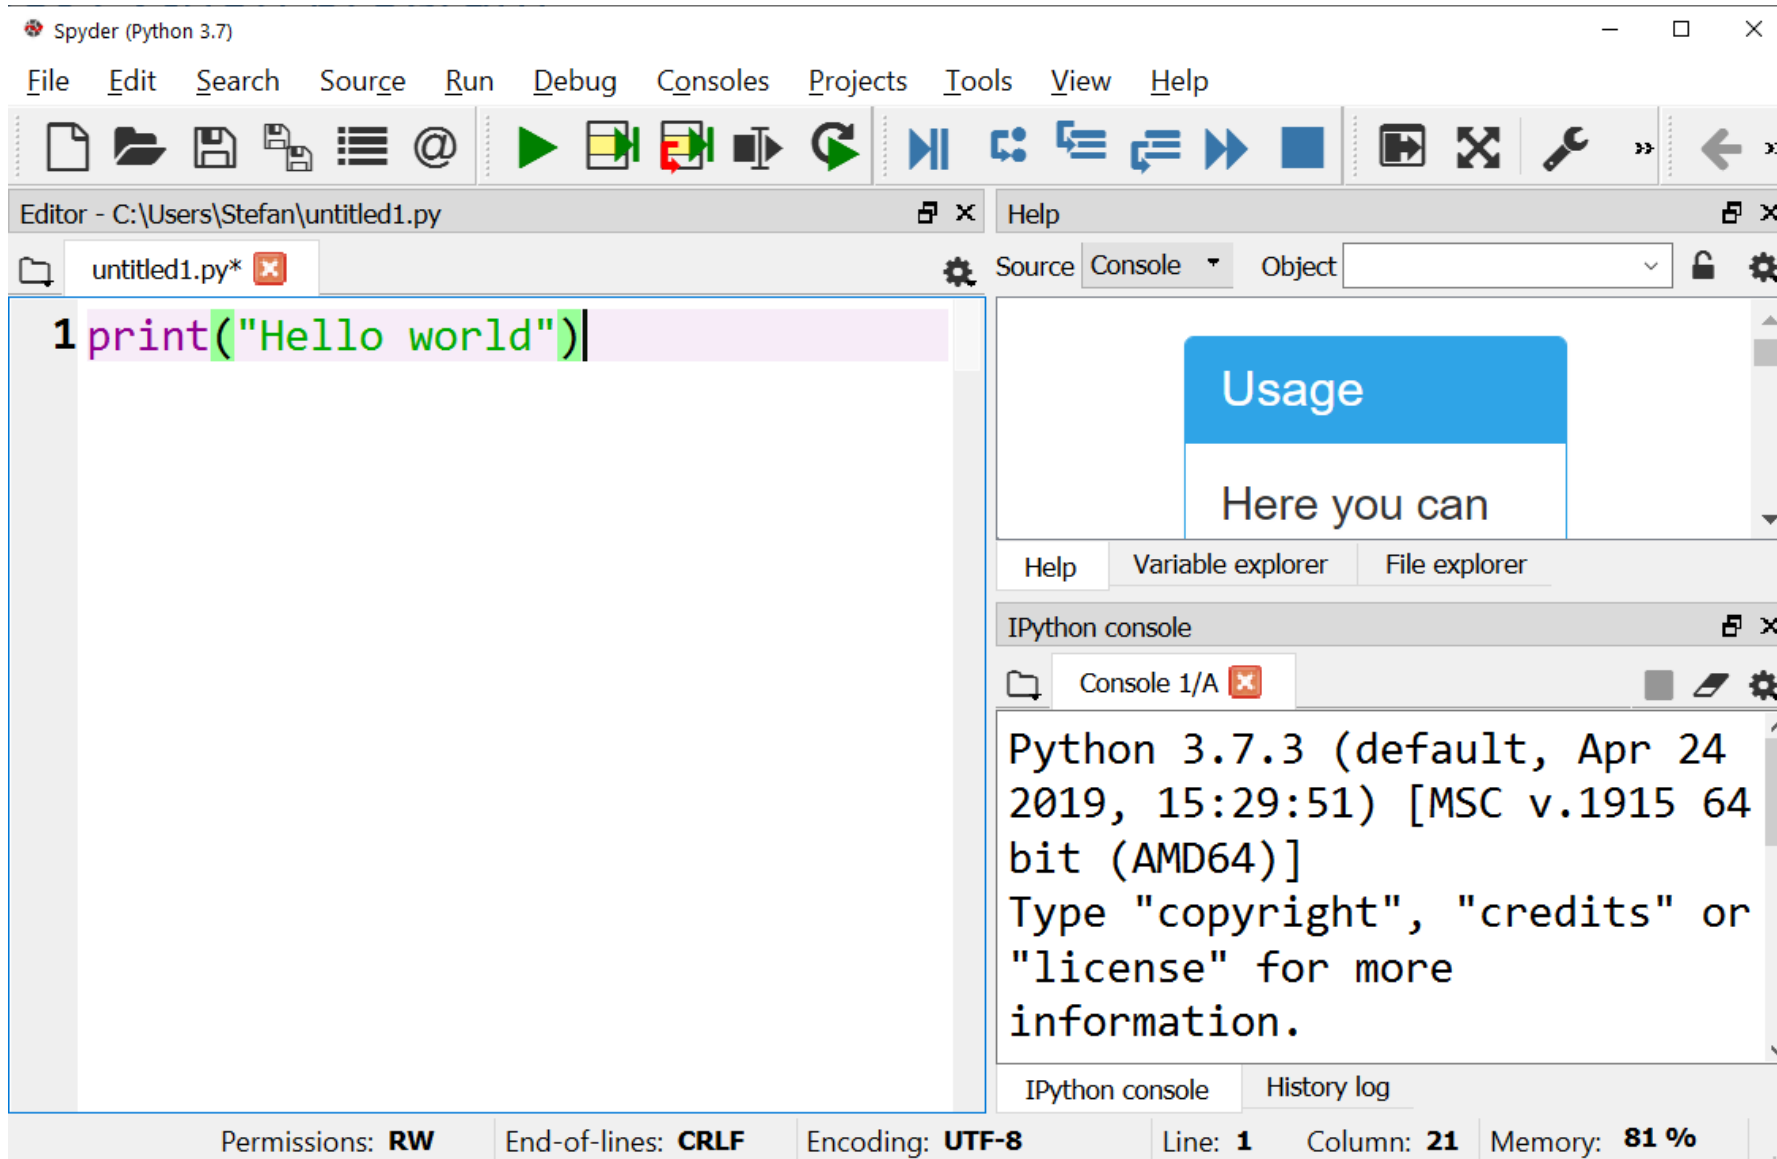 Spyder (Python 3.7)
File Edit Search Source Run Debug Consoles Projects Tools View Help
Editor - C:\Users\Stefan\untitled1.py
untitled1.py*
1 print("Hello world")
Help
Source Console Object
Usage
Here you can
Help Variable explorer File explorer
IPython console
Console 1/A
Python 3.7.3 (default, Apr 24
2019, 15:29:51) [MSC v.1915 64
bit (AMD64)]
Type "copyright", "credits" or
"license" for more
information.
IPython console History log
Permissions: RW End-of-lines: CRLF Encoding: UTF-8 Line: 1 Column: 21 Memory: 81 %